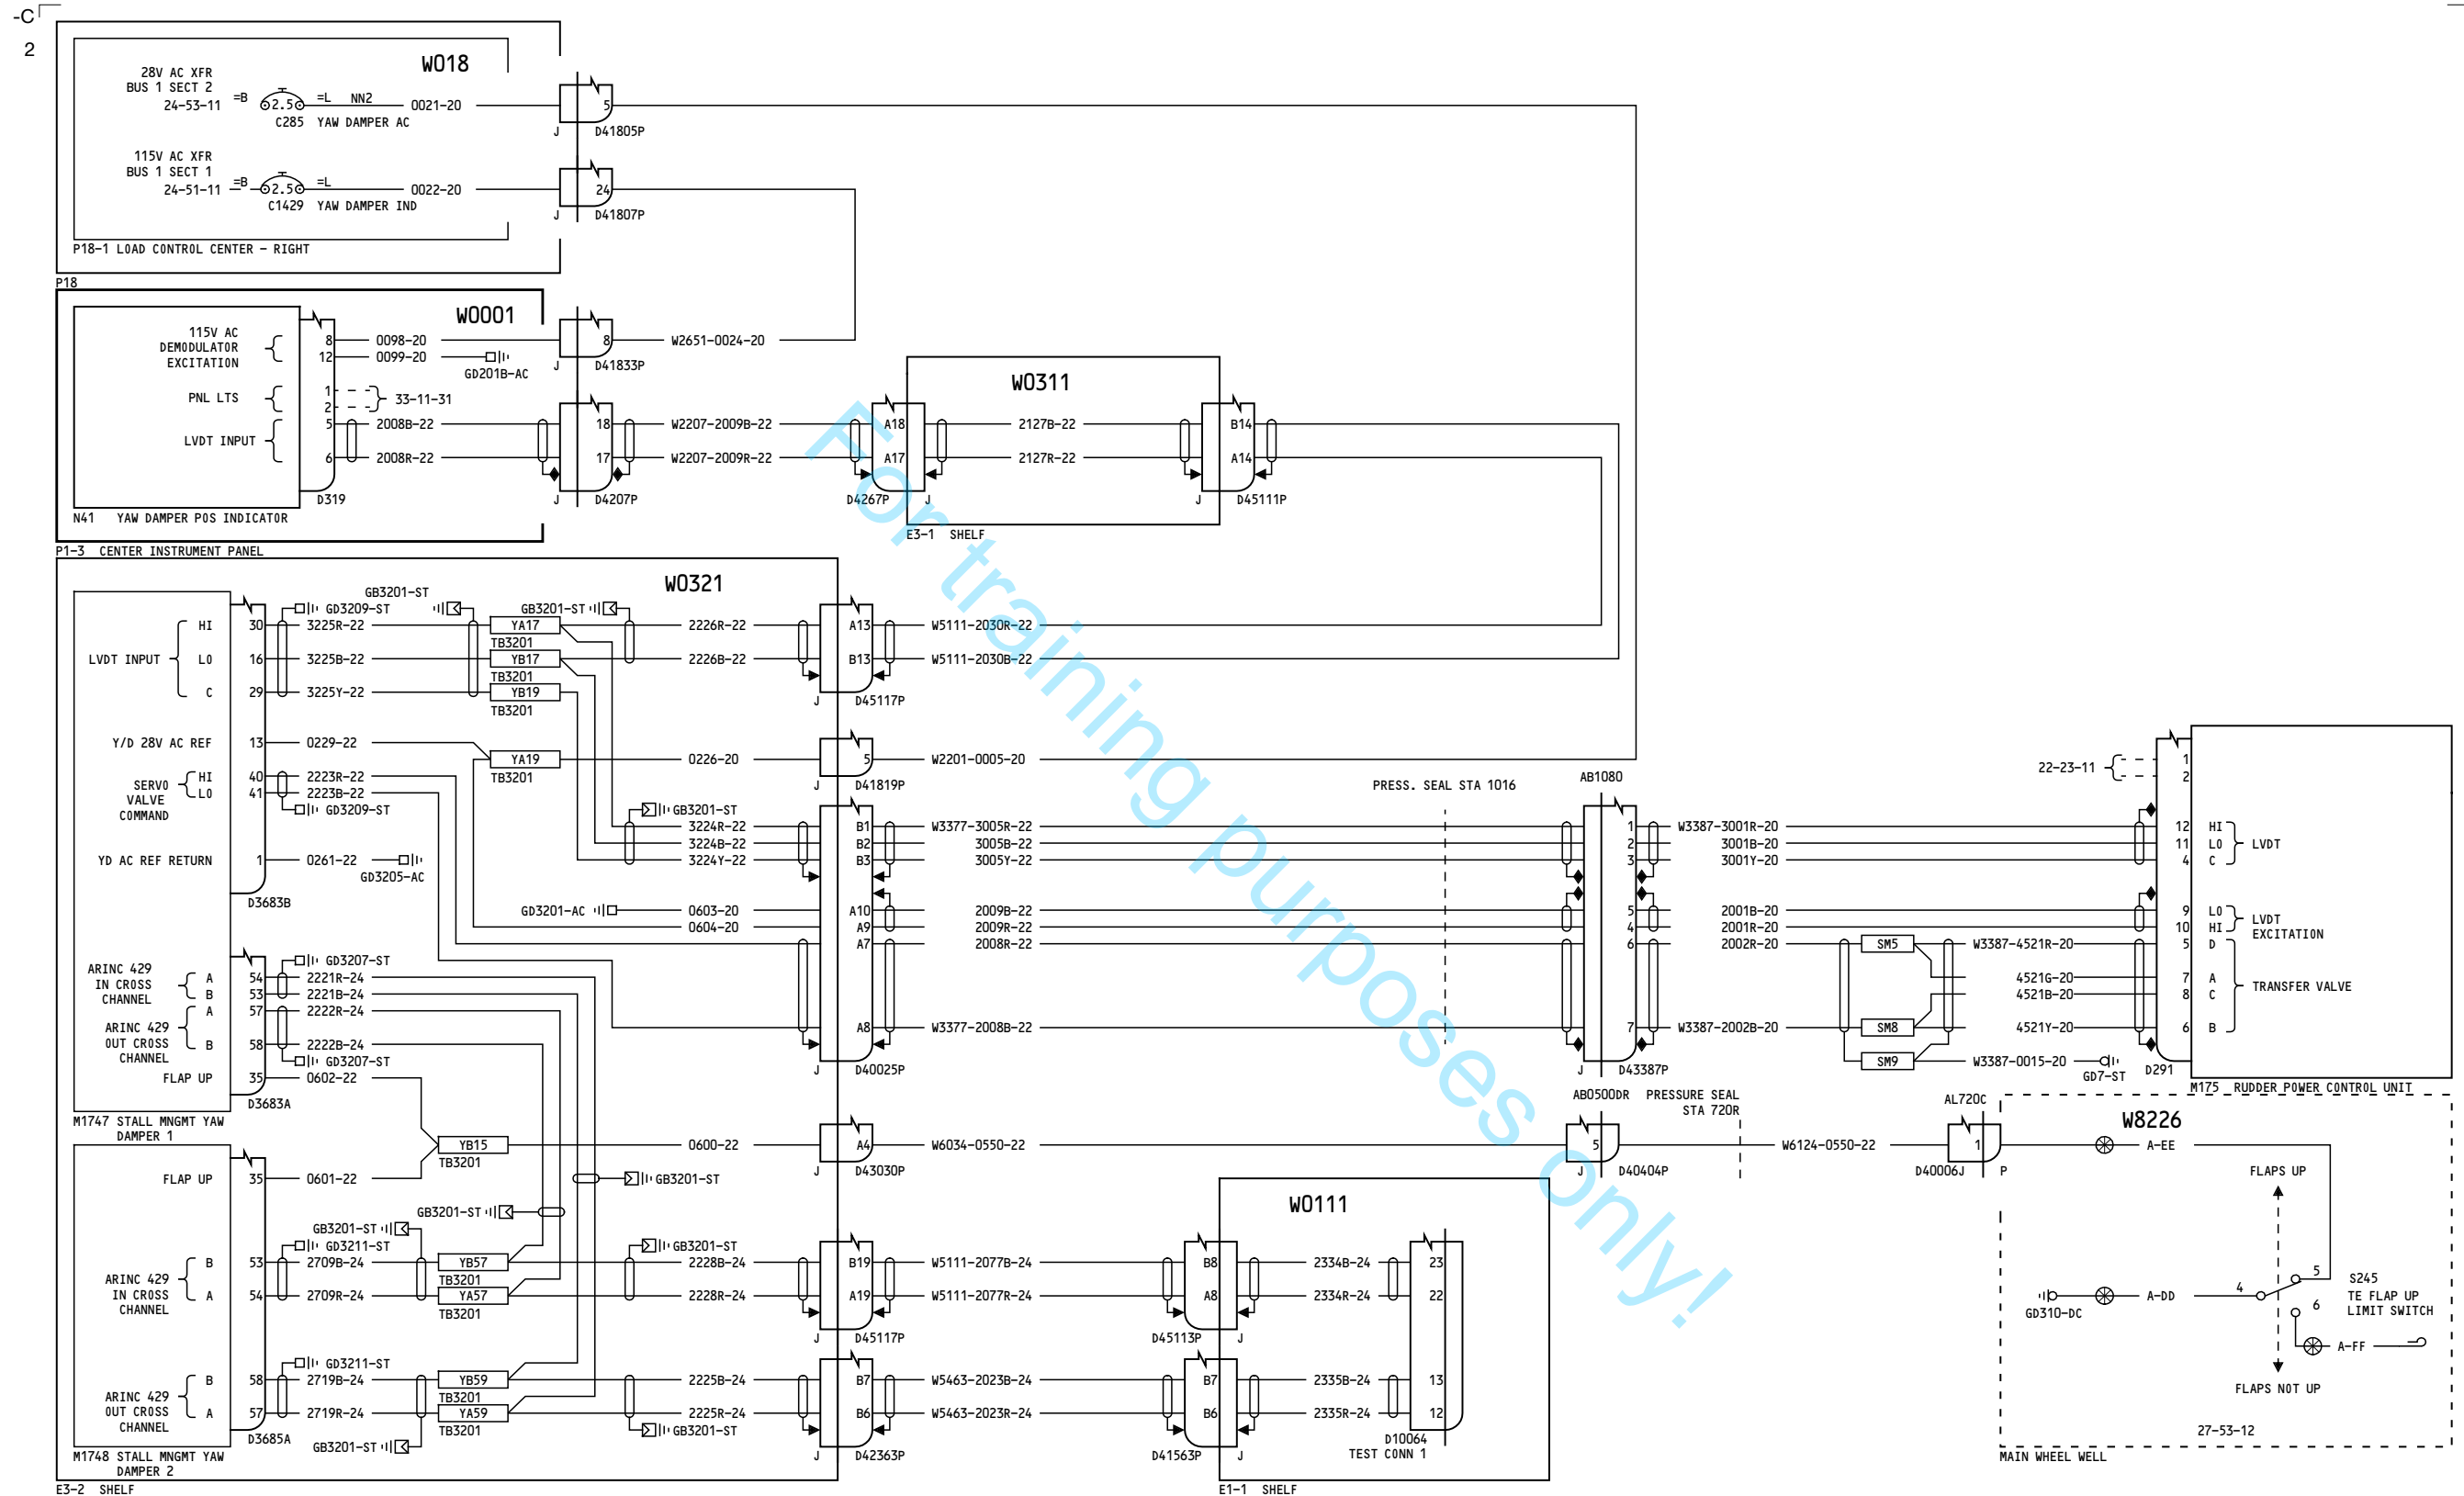 -C
2
W018
28V AC XFR
BUS 1 SECT 2
24-53-11 =B 2.5 =L NN2 0021-20 5
C285 YAW DAMPER AC J D41805P
115V AC XFR
BUS 1 SECT 1
24-51-11 =B 2.5 =L 0022-20 24
C1429 YAW DAMPER IND J D41807P
P18-1 LOAD CONTROL CENTER - RIGHT
P18
W0001
115V AC
DEMODULATOR
EXCITATION
8 0098-20 8 W2651-0024-20
12 0099-20 GD201B-AC J D41833P
PNL LTS 1 2 33-11-31
LVDT INPUT
5 2008B-22 18 W2207-2009B-22 A18 2127B-22 B14
6 2008R-22 17 W2207-2009R-22 A17 2127R-22 A14
W0311
D319 J D4207P D4267P J J D45111P
N41 YAW DAMPER POS INDICATOR
E3-1 SHELF
P1-3 CENTER INSTRUMENT PANEL
W0321
GB3201-ST
GD3209-ST GB3201-ST
LVDT INPUT
HI 30 3225R-22 YA17 2226R-22 A13 W5111-2030R-22
TB3201
LO 16 3225B-22 YB17 2226B-22 B13 W5111-2030B-22
TB3201
C 29 3225Y-22 YB19
TB3201 J D45117P
Y/D 28V AC REF 13 0229-22
YA19 0226-20 5 W2201-0005-20
TB3201 J D41819P
SERVO
VALVE
COMMAND
HI 40 2223R-22
LO 41 2223B-22
GD3209-ST
GB3201-ST
YD AC REF RETURN 1 0261-22 GD3205-AC
D3683B
PRESS. SEAL STA 1016
AB1080
3224R-22 B1 W3377-3005R-22 1 W3387-3001R-20 12 HI
3224B-22 B2 3005B-22 2 3001B-20 11 LO LVDT
3224Y-22 B3 3005Y-22 3 3001Y-20 4 C
22-23-11 1 2
GD3201-AC 0603-20 A10 2009B-22 5 2001B-20 9 LO
0604-20 A9 2009R-22 4 2001R-20 10 HI
LVDT
EXCITATION
A7 2008R-22 6 2002R-20 SM5 W3387-4521R-20 5 D
4521G-20 7 A
4521B-20 8 C
TRANSFER VALVE
A8 W3377-2008B-22 7 W3387-2002B-20 SM8 4521Y-20 6 B
SM9 W3387-0015-20 GD7-ST
J D40025P J D43387P D291
M175 RUDDER POWER CONTROL UNIT
GD3207-ST
ARINC 429
IN CROSS
CHANNEL
A 54 2221R-24
B 53 2221B-24
ARINC 429
OUT CROSS
CHANNEL
A 57 2222R-24
B 58 2222B-24
GD3207-ST
FLAP UP 35 0602-22
D3683A
M1747 STALL MNGMT YAW
DAMPER 1
AB0500DR PRESSURE SEAL
STA 720R
AL720C
YB15 0600-22 A4 W6034-0550-22 5 W6124-0550-22 1
TB3201 J D43030P J D40404P D40006J P
FLAP UP 35 0601-22
GB3201-ST
GB3201-ST
GB3201-ST
GD3211-ST GB3201-ST
ARINC 429
IN CROSS
CHANNEL
B 53 2709B-24 YB57 2228B-24 B19 W5111-2077B-24 B8 2334B-24 23
TB3201
A 54 2709R-24 YA57 2228R-24 A19 W5111-2077R-24 A8 2334R-24 22
TB3201
J D45117P D45113P J
GD3211-ST
ARINC 429
OUT CROSS
CHANNEL
B 58 2719B-24 YB59 2225B-24 B7 W5463-2023B-24 B7 2335B-24 13
TB3201
A 57 2719R-24 YA59 2225R-24 B6 W5463-2023R-24 B6 2335R-24 12
TB3201
D3685A
GB3201-ST GB3201-ST
J D42363P D41563P J
D10064
TEST CONN 1
W0111
M1748 STALL MNGMT YAW
DAMPER 2
E3-2 SHELF
E1-1 SHELF
W8226
A-EE
FLAPS UP
GD310-DC A-DD 4 5 6
S245
TE FLAP UP
LIMIT SWITCH
A-FF
FLAPS NOT UP
27-53-12
MAIN WHEEL WELL
For training purposes only!